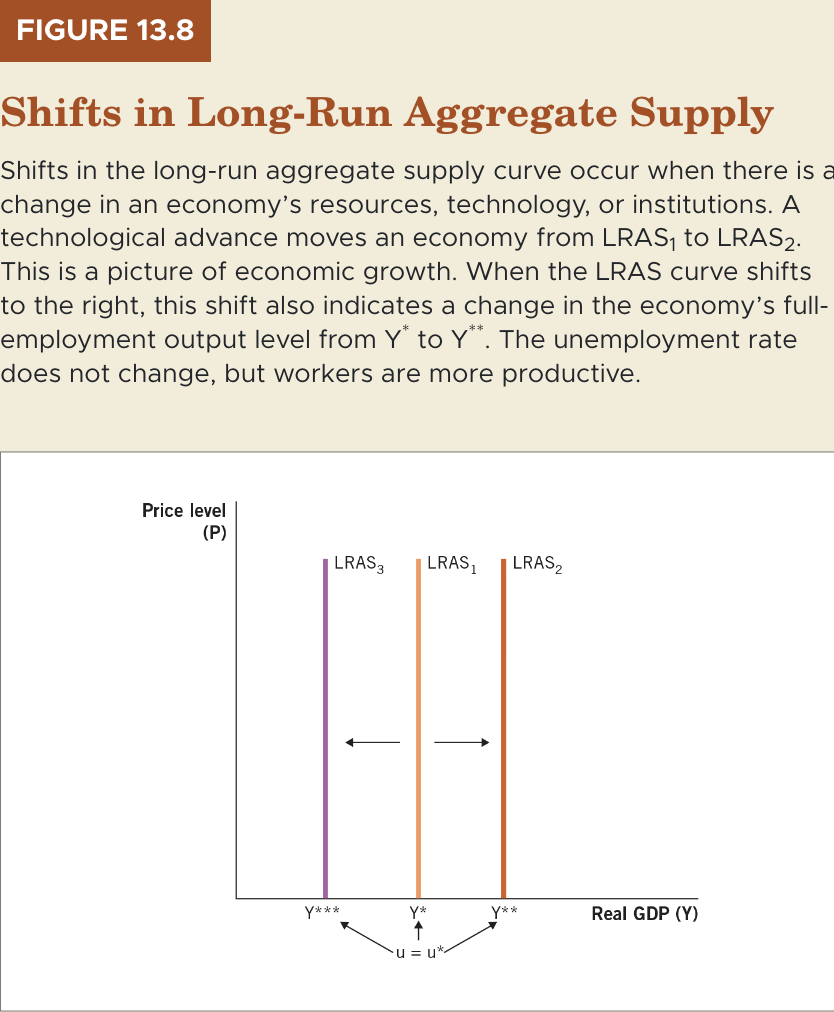 FIGURE 13.8
Shifts in Long-Run Aggregate Supply
Shifts in the long-run aggregate supply curve occur when there is a
change in an economy’s resources, technology, or institutions. A
technological advance moves an economy from LRAS₁ to LRAS₂.
This is a picture of economic growth. When the LRAS curve shifts
to the right, this shift also indicates a change in the economy’s full-
employment output level from Y* to Y**. The unemployment rate
does not change, but workers are more productive.
Price level
(P)
LRAS₃ LRAS₁ LRAS₂
Y*** Y* Y** Real GDP (Y)
u = u*